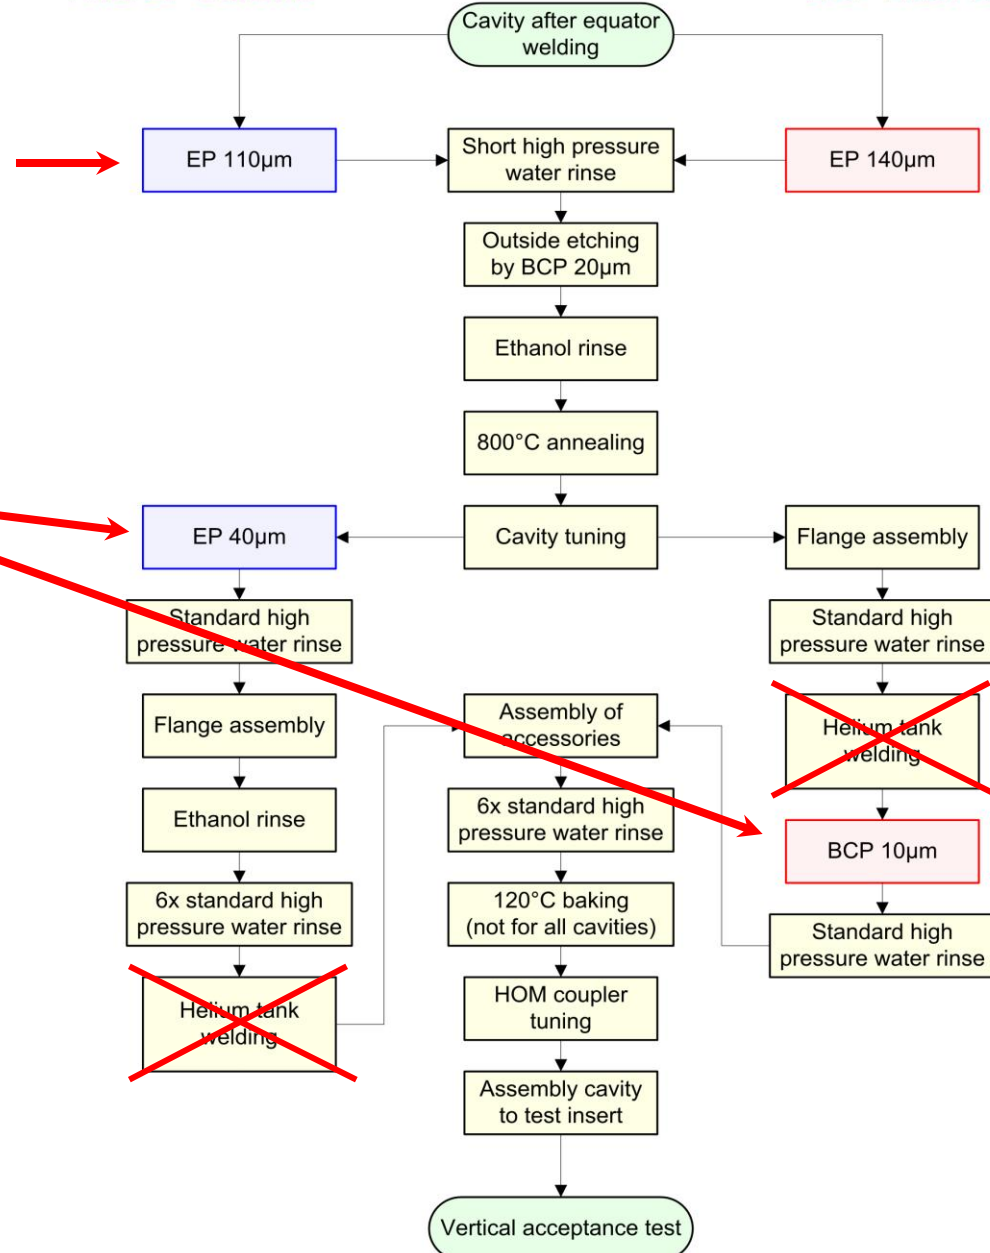 Cavity after equator
welding
EP 110µm
Short high pressure
water rinse
EP 140µm
Outside etching
by BCP 20µm
Ethanol rinse
800°C annealing
EP 40µm
Cavity tuning
Flange assembly
Standard high
pressure water rinse
Standard high
pressure water rinse
Flange assembly
Assembly of
accessories
Helium tank
welding
Ethanol rinse
6x standard high
pressure water rinse
BCP 10µm
6x standard high
pressure water rinse
120°C baking
(not for all cavities)
Standard high
pressure water rinse
Helium tank
welding
HOM coupler
tuning
Assembly cavity
to test insert
Vertical acceptance test